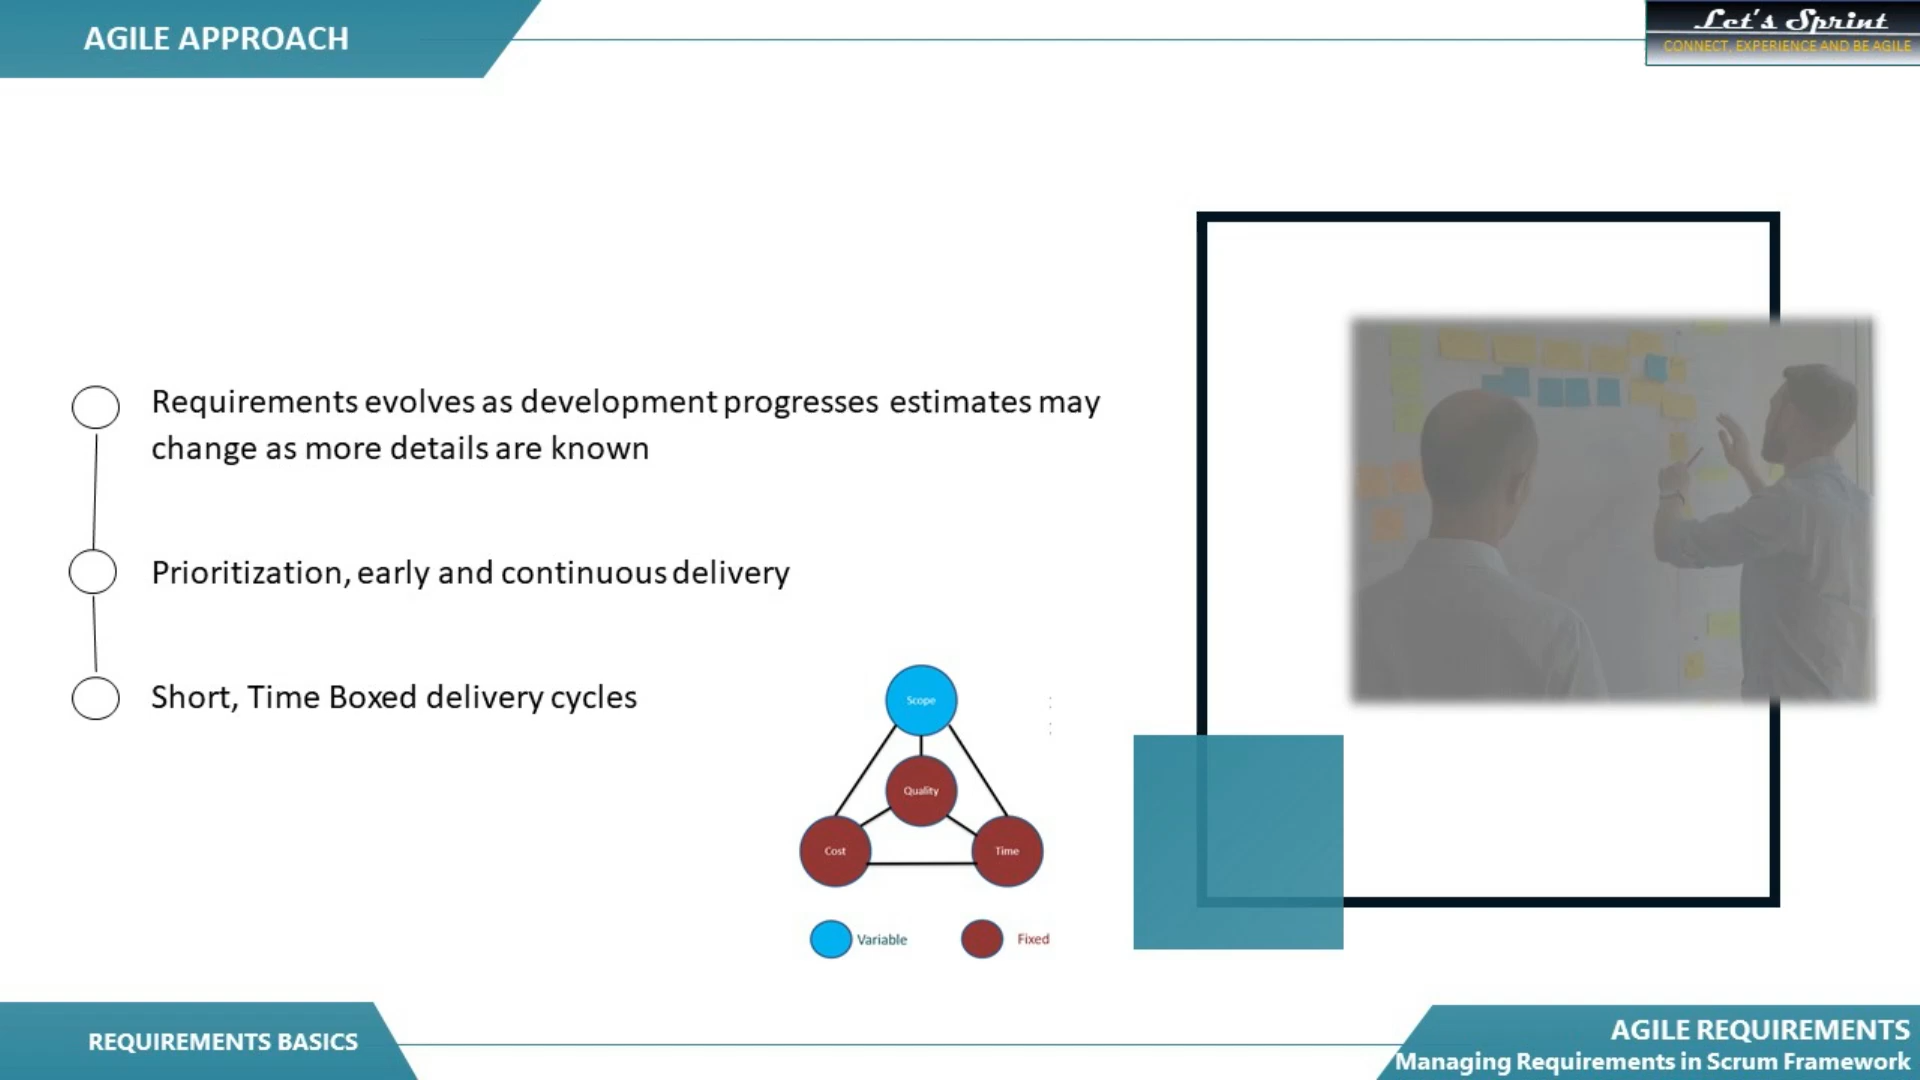 AGILE APPROACH
Let's Sprint
CONNECT, EXPERIENCE AND BE AGILE
Requirements evolves as development progresses estimates may
change as more details are known
Prioritization, early and continuous delivery
Short, Time Boxed delivery cycles
Scope
Quality
Cost
Time
Variable
Fixed
REQUIREMENTS BASICS
AGILE REQUIREMENTS
Managing Requirements in Scrum Framework